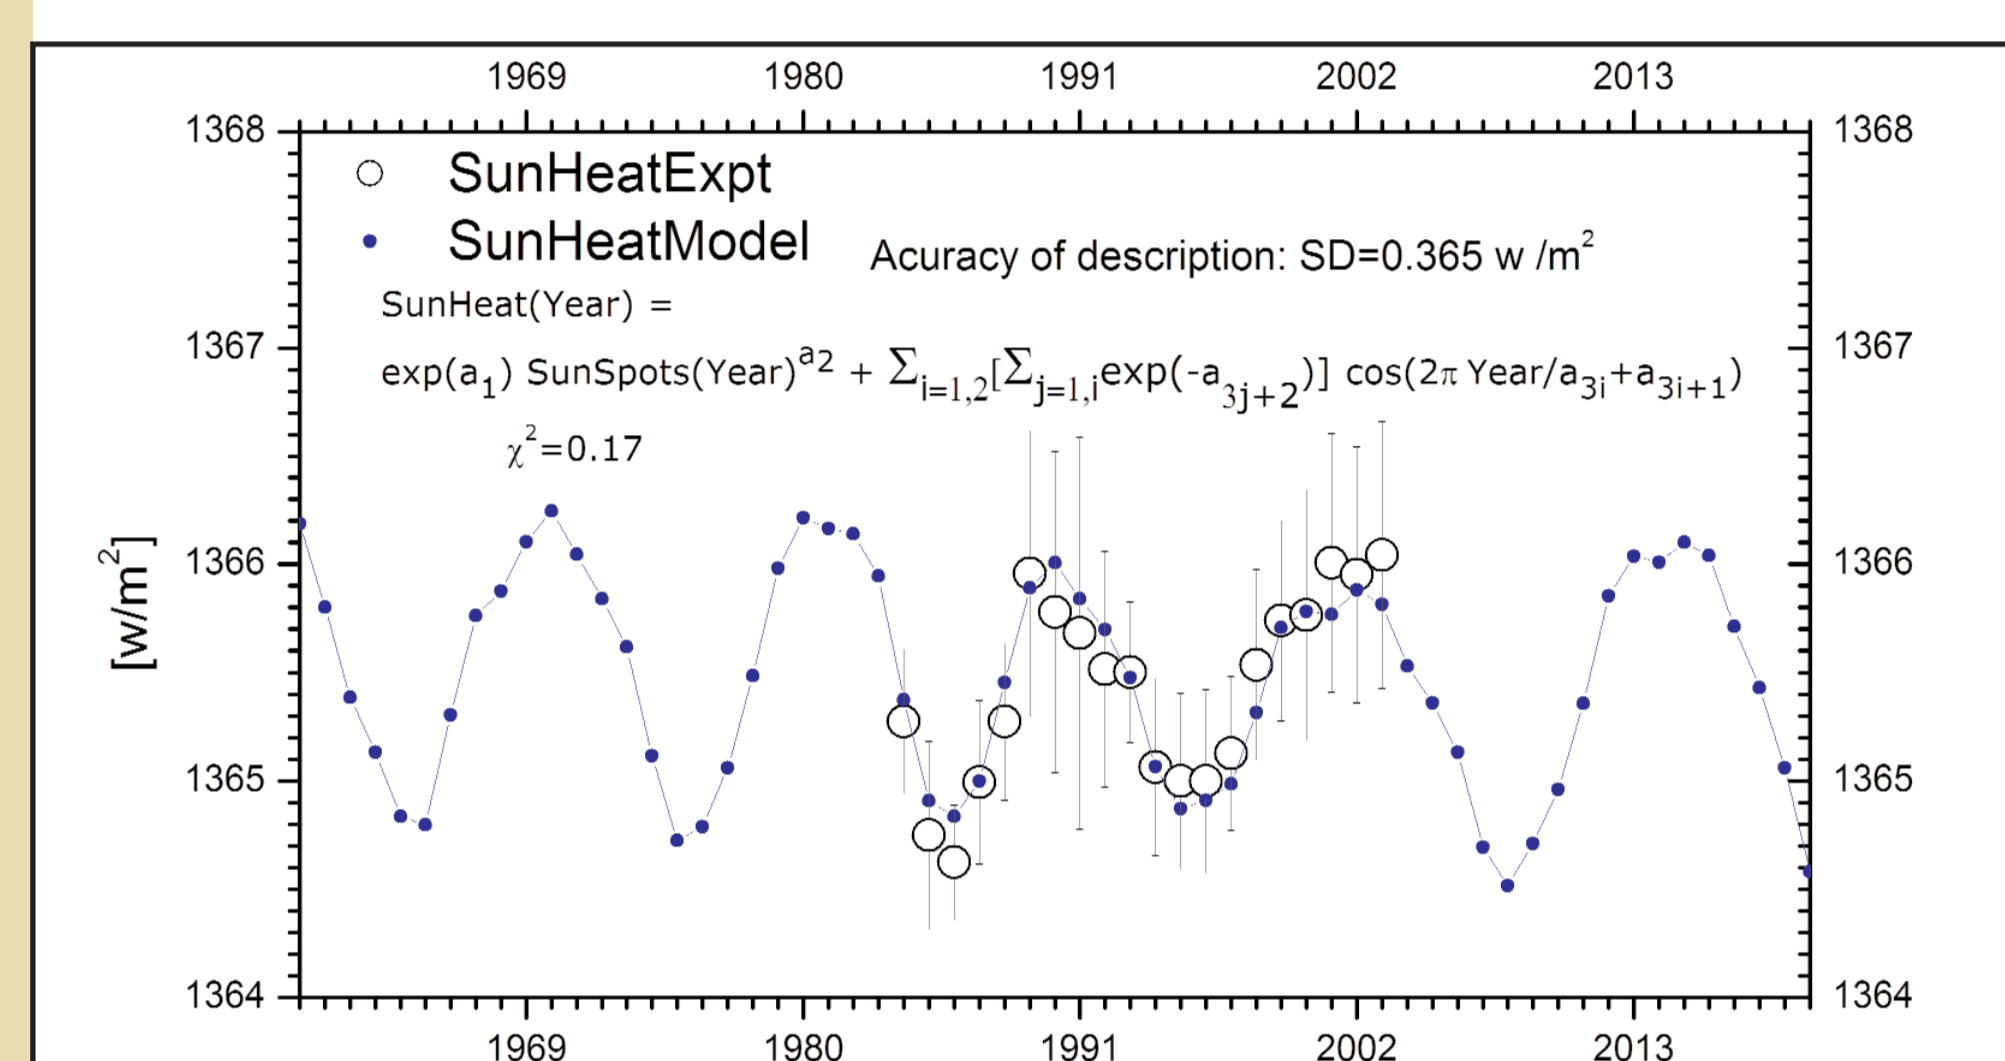 1969 1980 1991 2002 2013
1368 1368
SunHeatExpt
SunHeatModel
Acuracy of description: SD=0.365 w /m²
SunHeat(Year) =
1367 1367
exp(a₁) SunSpots(Year)^a2 + Σi=1,2[Σj=1,iexp(-a3j+2)] cos(2π Year/a3i+a3i+1)
χ²=0.17
1366 1366
[w/m²]
1365 1365
1364 1364
1969 1980 1991 2002 2013